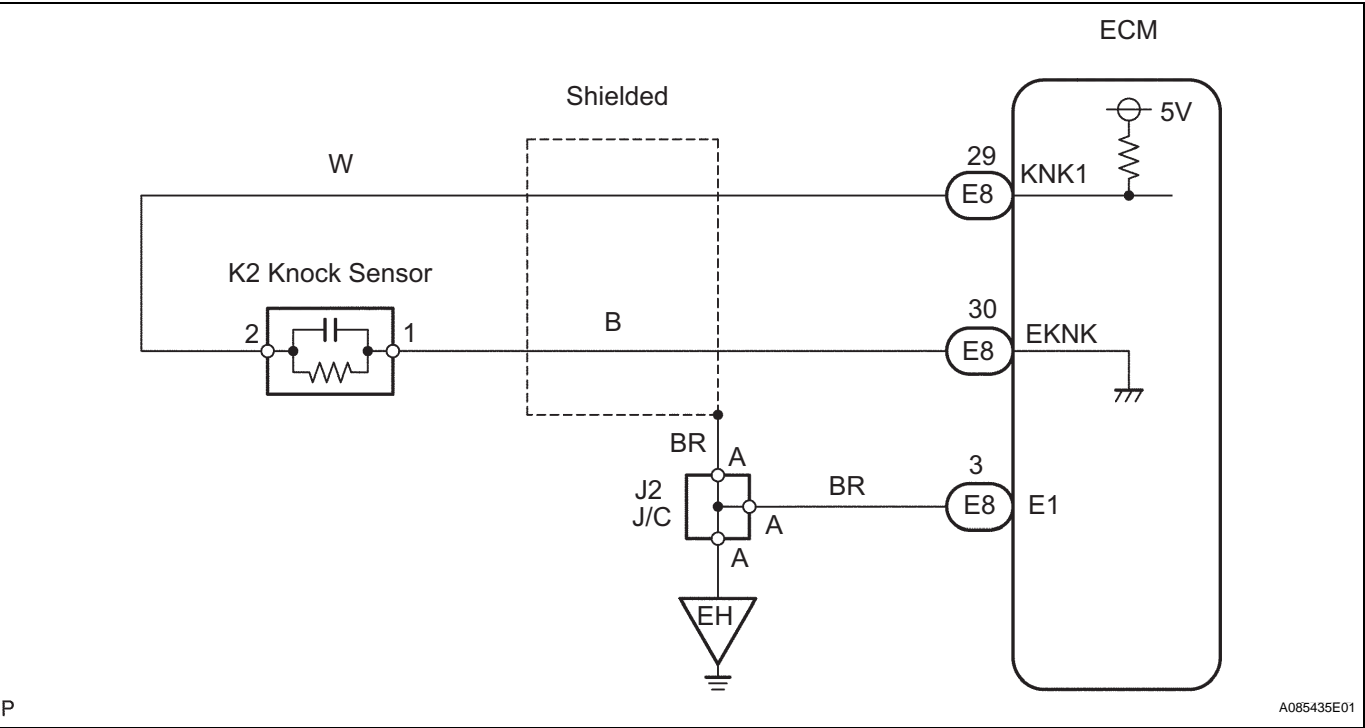 ECM
Shielded
5V
W
29
KNK1
E8
K2 Knock Sensor
30
2
1
B
EKNK
E8
BR
A
3
J2
J/C
BR
E8
E1
A
A
EH
P
A085435E01